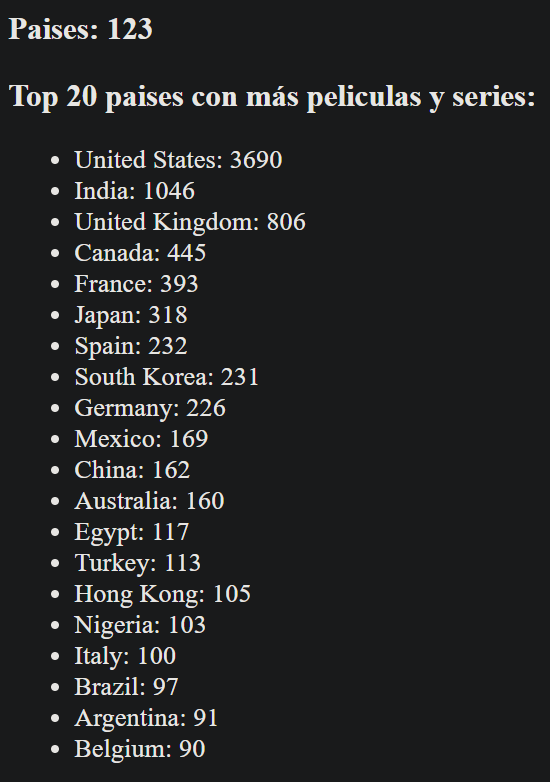 Paises: 123
Top 20 paises con más peliculas y series:
• United States: 3690
• India: 1046
• United Kingdom: 806
• Canada: 445
• France: 393
• Japan: 318
• Spain: 232
• South Korea: 231
• Germany: 226
• Mexico: 169
• China: 162
• Australia: 160
• Egypt: 117
• Turkey: 113
• Hong Kong: 105
• Nigeria: 103
• Italy: 100
• Brazil: 97
• Argentina: 91
• Belgium: 90